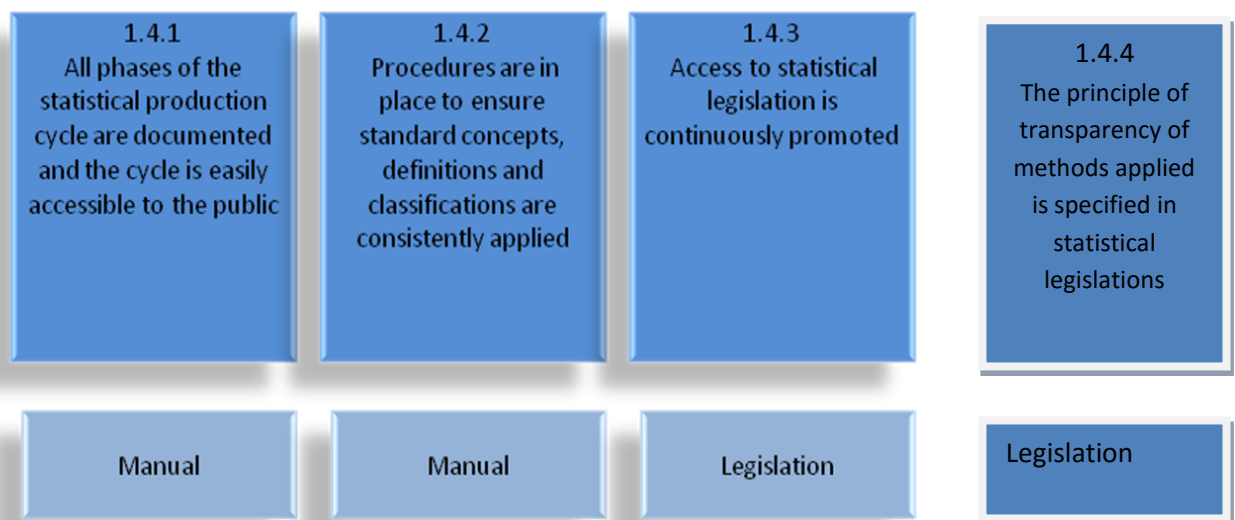 1.4.1
All phases of the
statistical production
cycle are documented
and the cycle is easily
accessible to the public
1.4.2
Procedures are in
place to ensure
standard concepts,
definitions and
classifications are
consistently applied
1.4.3
Access to statistical
legislation is
continuously promoted
1.4.4
The principle of
transparency of
methods applied
is specified in
statistical
legislations
Manual
Manual
Legislation
Legislation